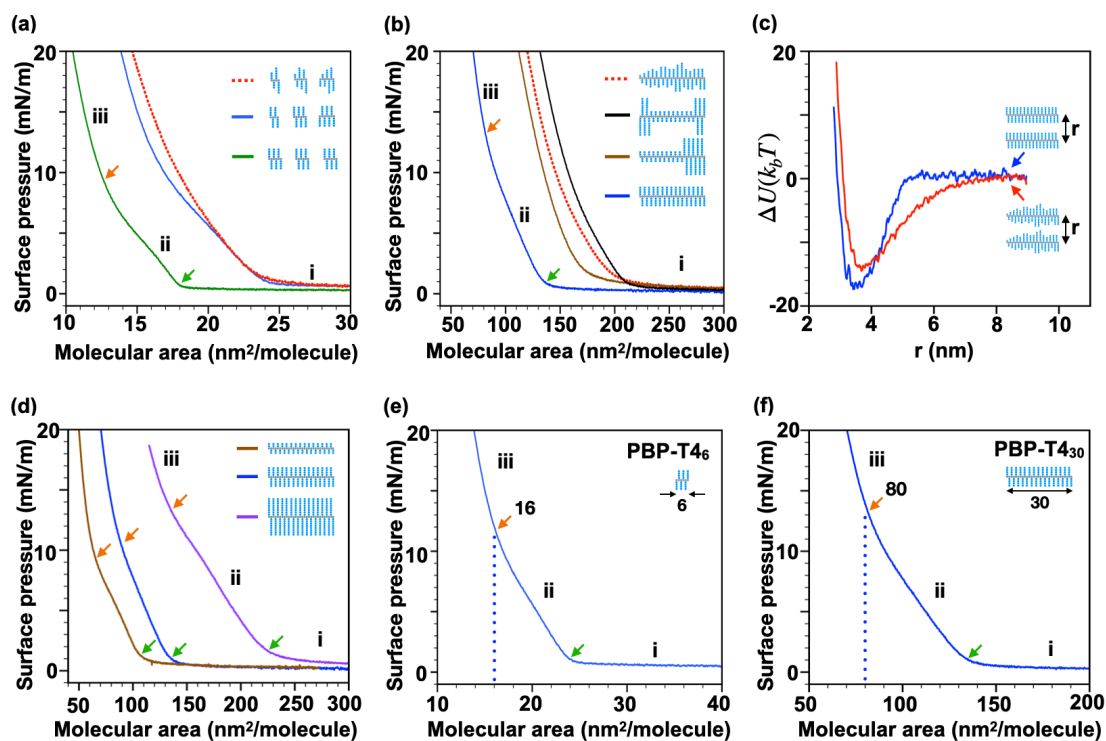 (a)
20
15
10
5
0
Surface pressure (mN/m)
iii
ii
i
10 15 20 25 30
Molecular area (nm²/molecule)
(b)
20
15
10
5
0
Surface pressure (mN/m)
iii
ii
i
50 100 150 200 250 300
Molecular area (nm²/molecule)
(c)
20
0
-20
ΔU(k_bT)
r
r
2 4 6 8 10
r (nm)
(d)
20
10
0
Surface pressure (mN/m)
iii
ii
i
50 100 150 200 250 300
Molecular area (nm²/molecule)
(e)
20
10
0
Surface pressure (mN/m)
PBP-T4₆
6
iii
16
ii
i
10 20 30 40
Molecular area (nm²/molecule)
(f)
20
10
0
Surface pressure (mN/m)
PBP-T4₃₀
30
iii
80
ii
i
50 100 150 200
Molecular area (nm²/molecule)